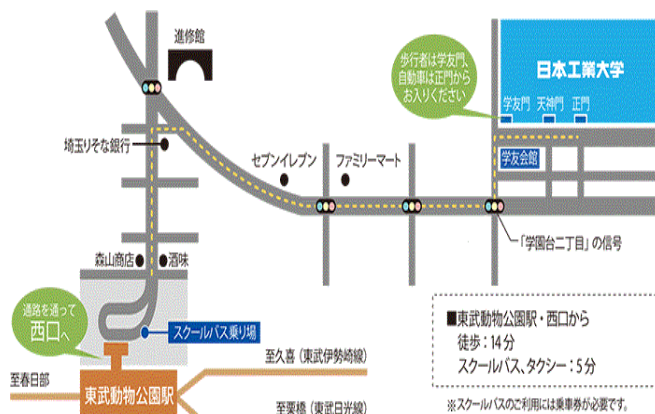 進修館
歩行者は学友門、
自動車は正門から
お入りください
日本工業大学
学友門
天神門
正門
埼玉りそな銀行
セブンイレブン
ファミリーマート
学友会館
「学園台二丁目」の信号
森山商店
酒味
通路を通って
西口へ
スクールバス乗り場
■東武動物公園駅・西口から
徒歩：14分
スクールバス、タクシー：5分
至久喜（東武伊勢崎線）
至春日部
東武動物公園駅
至栗橋（東武日光線）
※スクールバスのご利用には乗車券が必要です。